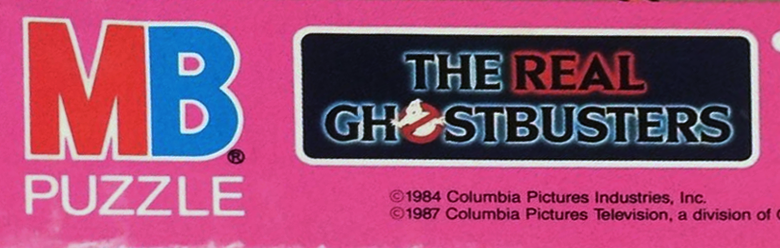 MB®
PUZZLE
THE REAL
GHOSTBUSTERS
©1984 Columbia Pictures Industries, Inc.
©1987 Columbia Pictures Television, a division of